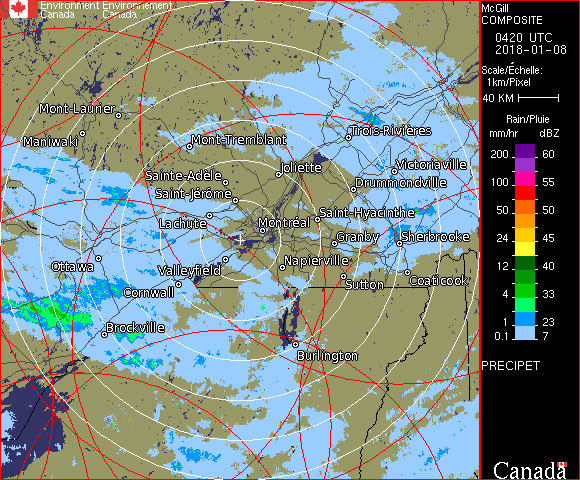 Environment Environnement
Canada Canada
Mont-Laurier
Maniwaki
Mont-Tremblant
Trois-Rivières
Sainte-Adèle
Joliette
Victoriaville
Saint-Jérôme
Drummondville
Lachute
Montréal
Saint-Hyacinthe
Granby
Sherbrooke
Ottawa
Valleyfield
Napierville
Cornwall
Sutton
Coaticook
Brockville
Burlington
McGill
COMPOSITE
0420 UTC
2018-01-08
Scale/Échelle:
1km/Pixel
40 KM
Rain/Pluie
mm/hr dBZ
200 60
100 55
50 50
24 45
12 40
4 33
1 23
0.1 7
PRECIPET
Canada